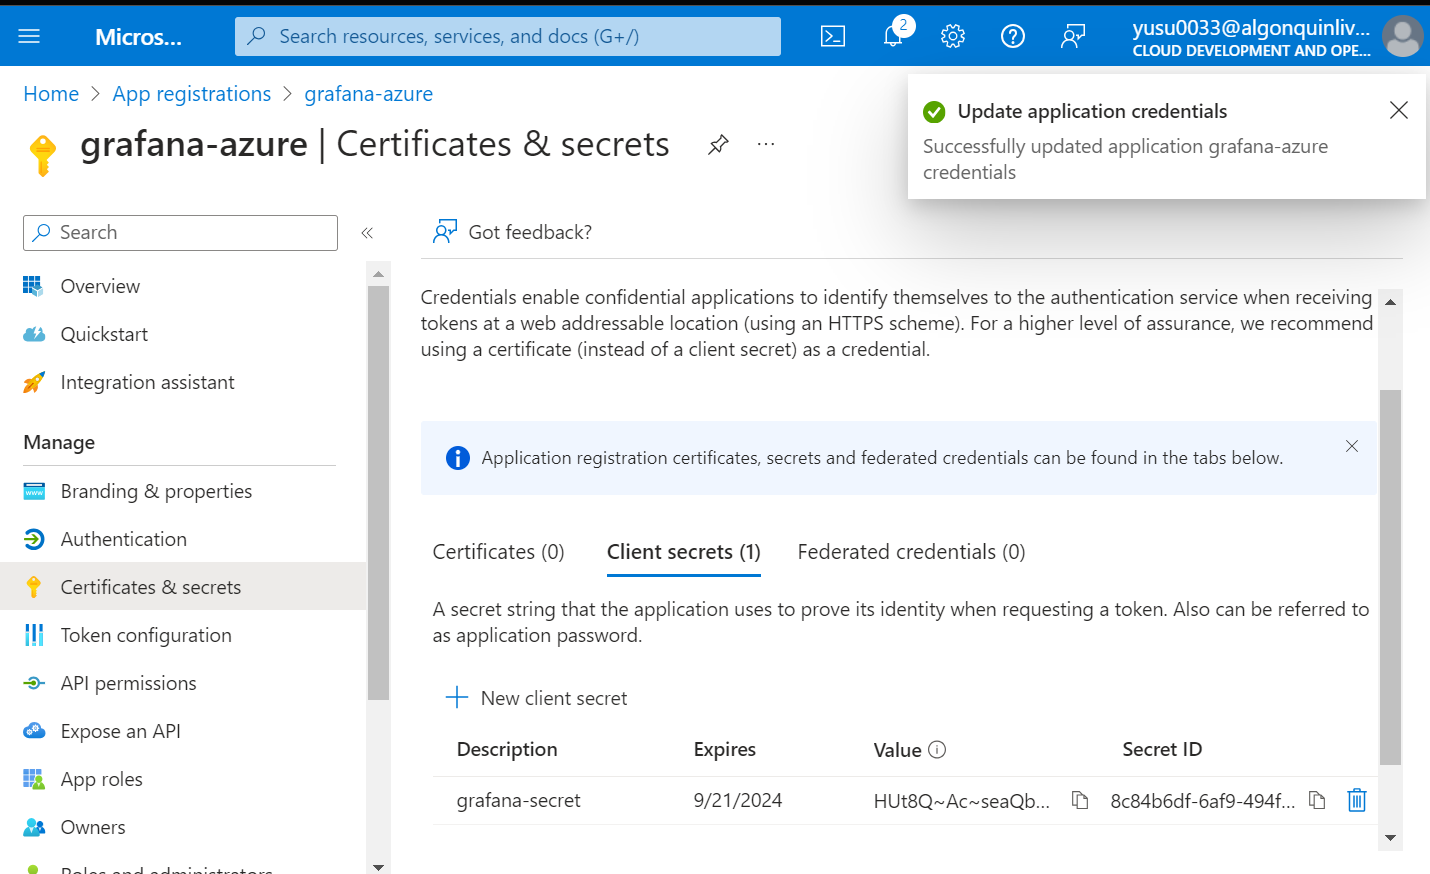 Micros...
Search resources, services, and docs (G+/)
2
yusu0033@algonquinliv...
CLOUD DEVELOPMENT AND OPE...
Home > App registrations > grafana-azure
grafana-azure | Certificates & secrets
...
Update application credentials
Successfully updated application grafana-azure
credentials
Search
«
Overview
Quickstart
Integration assistant
Manage
Branding & properties
Authentication
Certificates & secrets
Token configuration
API permissions
Expose an API
App roles
Owners
Roles and administrators
Got feedback?
Credentials enable confidential applications to identify themselves to the authentication service when receiving
tokens at a web addressable location (using an HTTPS scheme). For a higher level of assurance, we recommend
using a certificate (instead of a client secret) as a credential.
Application registration certificates, secrets and federated credentials can be found in the tabs below.
Certificates (0) Client secrets (1) Federated credentials (0)
A secret string that the application uses to prove its identity when requesting a token. Also can be referred to
as application password.
New client secret
Description Expires Value Secret ID
grafana-secret 9/21/2024 HUt8Q~Ac~seaQb... 8c84b6df-6af9-494f...